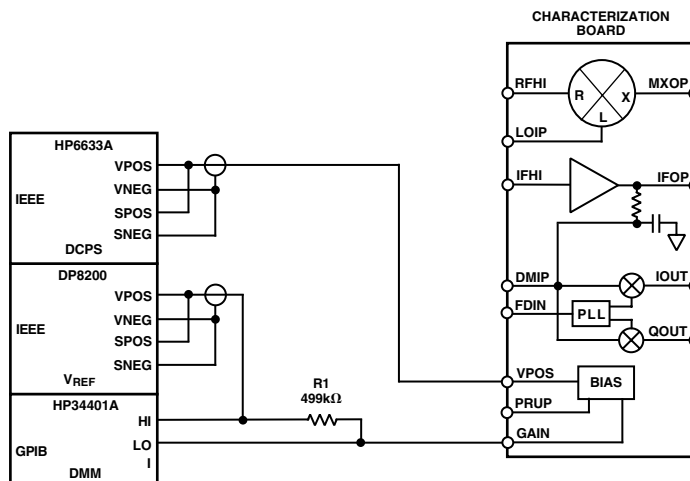 CHARACTERIZATION
BOARD
RFHI
R
X
L
MXOP
LOIP
IFHI
IFOP
DMIP
IOUT
FDIN
PLL
QOUT
VPOS
BIAS
PRUP
GAIN
HP6633A
VPOS
IEEE
VNEG
SPOS
SNEG
DCPS
DP8200
VPOS
IEEE
VNEG
SPOS
SNEG
VREF
HP34401A
HI
GPIB
LO
I
DMM
R1
499kΩ